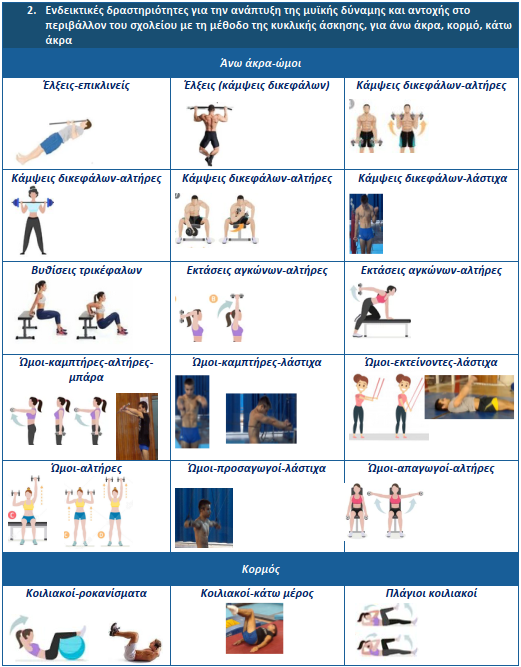 2. Ενδεικτικές δραστηριότητες για την ανάπτυξη της μυϊκής δύναμης και αντοχής στο
περιβάλλον του σχολείου με τη μέθοδο της κυκλικής άσκησης, για άνω άκρα, κορμό, κάτω
άκρα
Άνω άκρα-ώμοι
Έλξεις-επικλινείς
Έλξεις (κάμψεις δικεφάλων)
Κάμψεις δικεφάλων-αλτήρες
Κάμψεις δικεφάλων-αλτήρες
Κάμψεις δικεφάλων-αλτήρες
Κάμψεις δικεφάλων-λάστιχα
Βυθίσεις τρικέφαλων
Εκτάσεις αγκώνων-αλτήρες
Εκτάσεις αγκώνων-αλτήρες
Ώμοι-καμπτήρες-αλτήρες-
μπάρα
Ώμοι-καμπτήρες-λάστιχα
Ώμοι-εκτείνοντες-λάστιχα
Ώμοι-αλτήρες
Ώμοι-προσαγωγοί-λάστιχα
Ώμοι-απαγωγοί-αλτήρες
C
Κορμός
Κοιλιακοί-ροκανίσματα
Κοιλιακοί-κάτω μέρος
Πλάγιοι κοιλιακοί